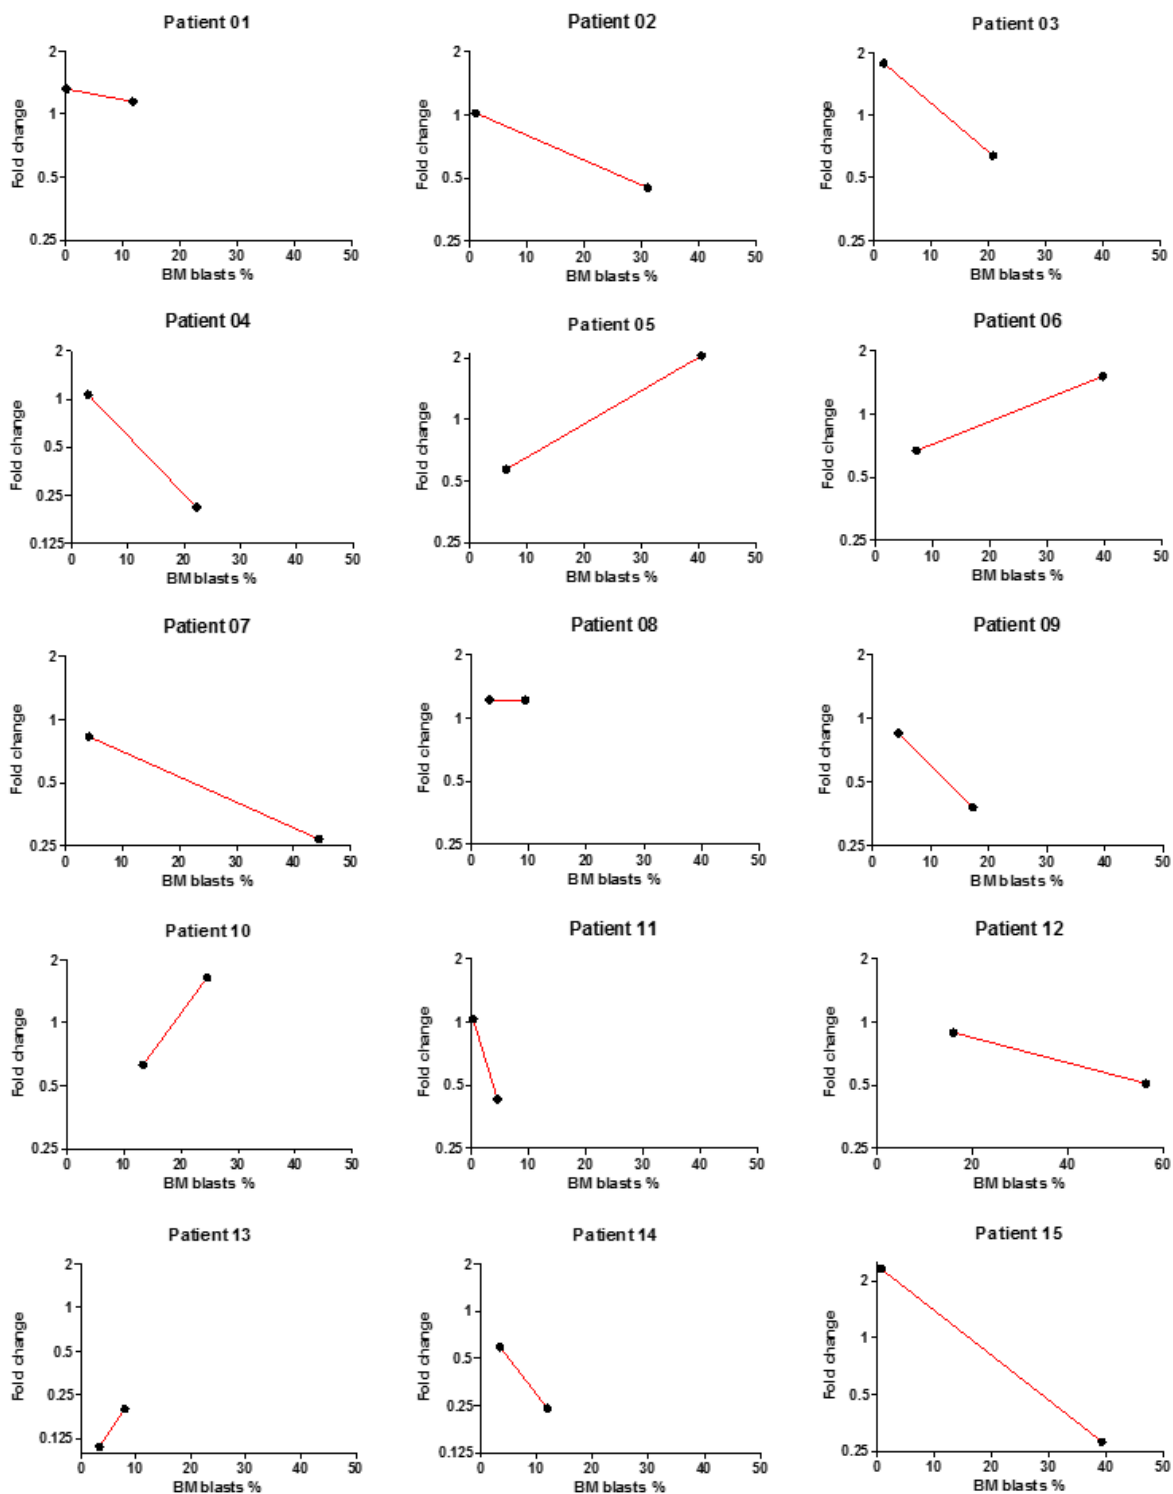 Patient 01
Fold change
2
1
0.5
0.25
0 10 20 30 40 50
BM blasts %
Patient 02
Fold change
2
1
0.5
0.25
0 10 20 30 40 50
BM blasts %
Patient 03
Fold change
2
1
0.5
0.25
0 10 20 30 40 50
BM blasts %
Patient 04
Fold change
2
1
0.5
0.25
0.125
0 10 20 30 40 50
BM blasts %
Patient 05
Fold change
2
1
0.5
0.25
0 10 20 30 40 50
BM blasts %
Patient 06
Fold change
2
1
0.5
0.25
0 10 20 30 40 50
BM blasts %
Patient 07
Fold change
2
1
0.5
0.25
0 10 20 30 40 50
BM blasts %
Patient 08
Fold change
2
1
0.5
0.25
0 10 20 30 40 50
BM blasts %
Patient 09
Fold change
2
1
0.5
0.25
0 10 20 30 40 50
BM blasts %
Patient 10
Fold change
2
1
0.5
0.25
0 10 20 30 40 50
BM blasts %
Patient 11
Fold change
2
1
0.5
0.25
0 10 20 30 40 50
BM blasts %
Patient 12
Fold change
2
1
0.5
0.25
0 20 40 60
BM blasts %
Patient 13
Fold change
2
1
0.5
0.25
0.125
0 10 20 30 40 50
BM blasts %
Patient 14
Fold change
2
1
0.5
0.25
0.125
0 10 20 30 40 50
BM blasts %
Patient 15
Fold change
2
1
0.5
0.25
0 10 20 30 40 50
BM blasts %